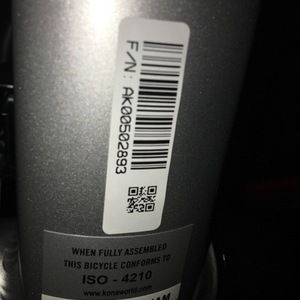 F/N: AK00502893
WHEN FULLY ASSEMBLED
THIS BICYCLE CONFORMS TO
ISO - 4210
www.konaworld.com